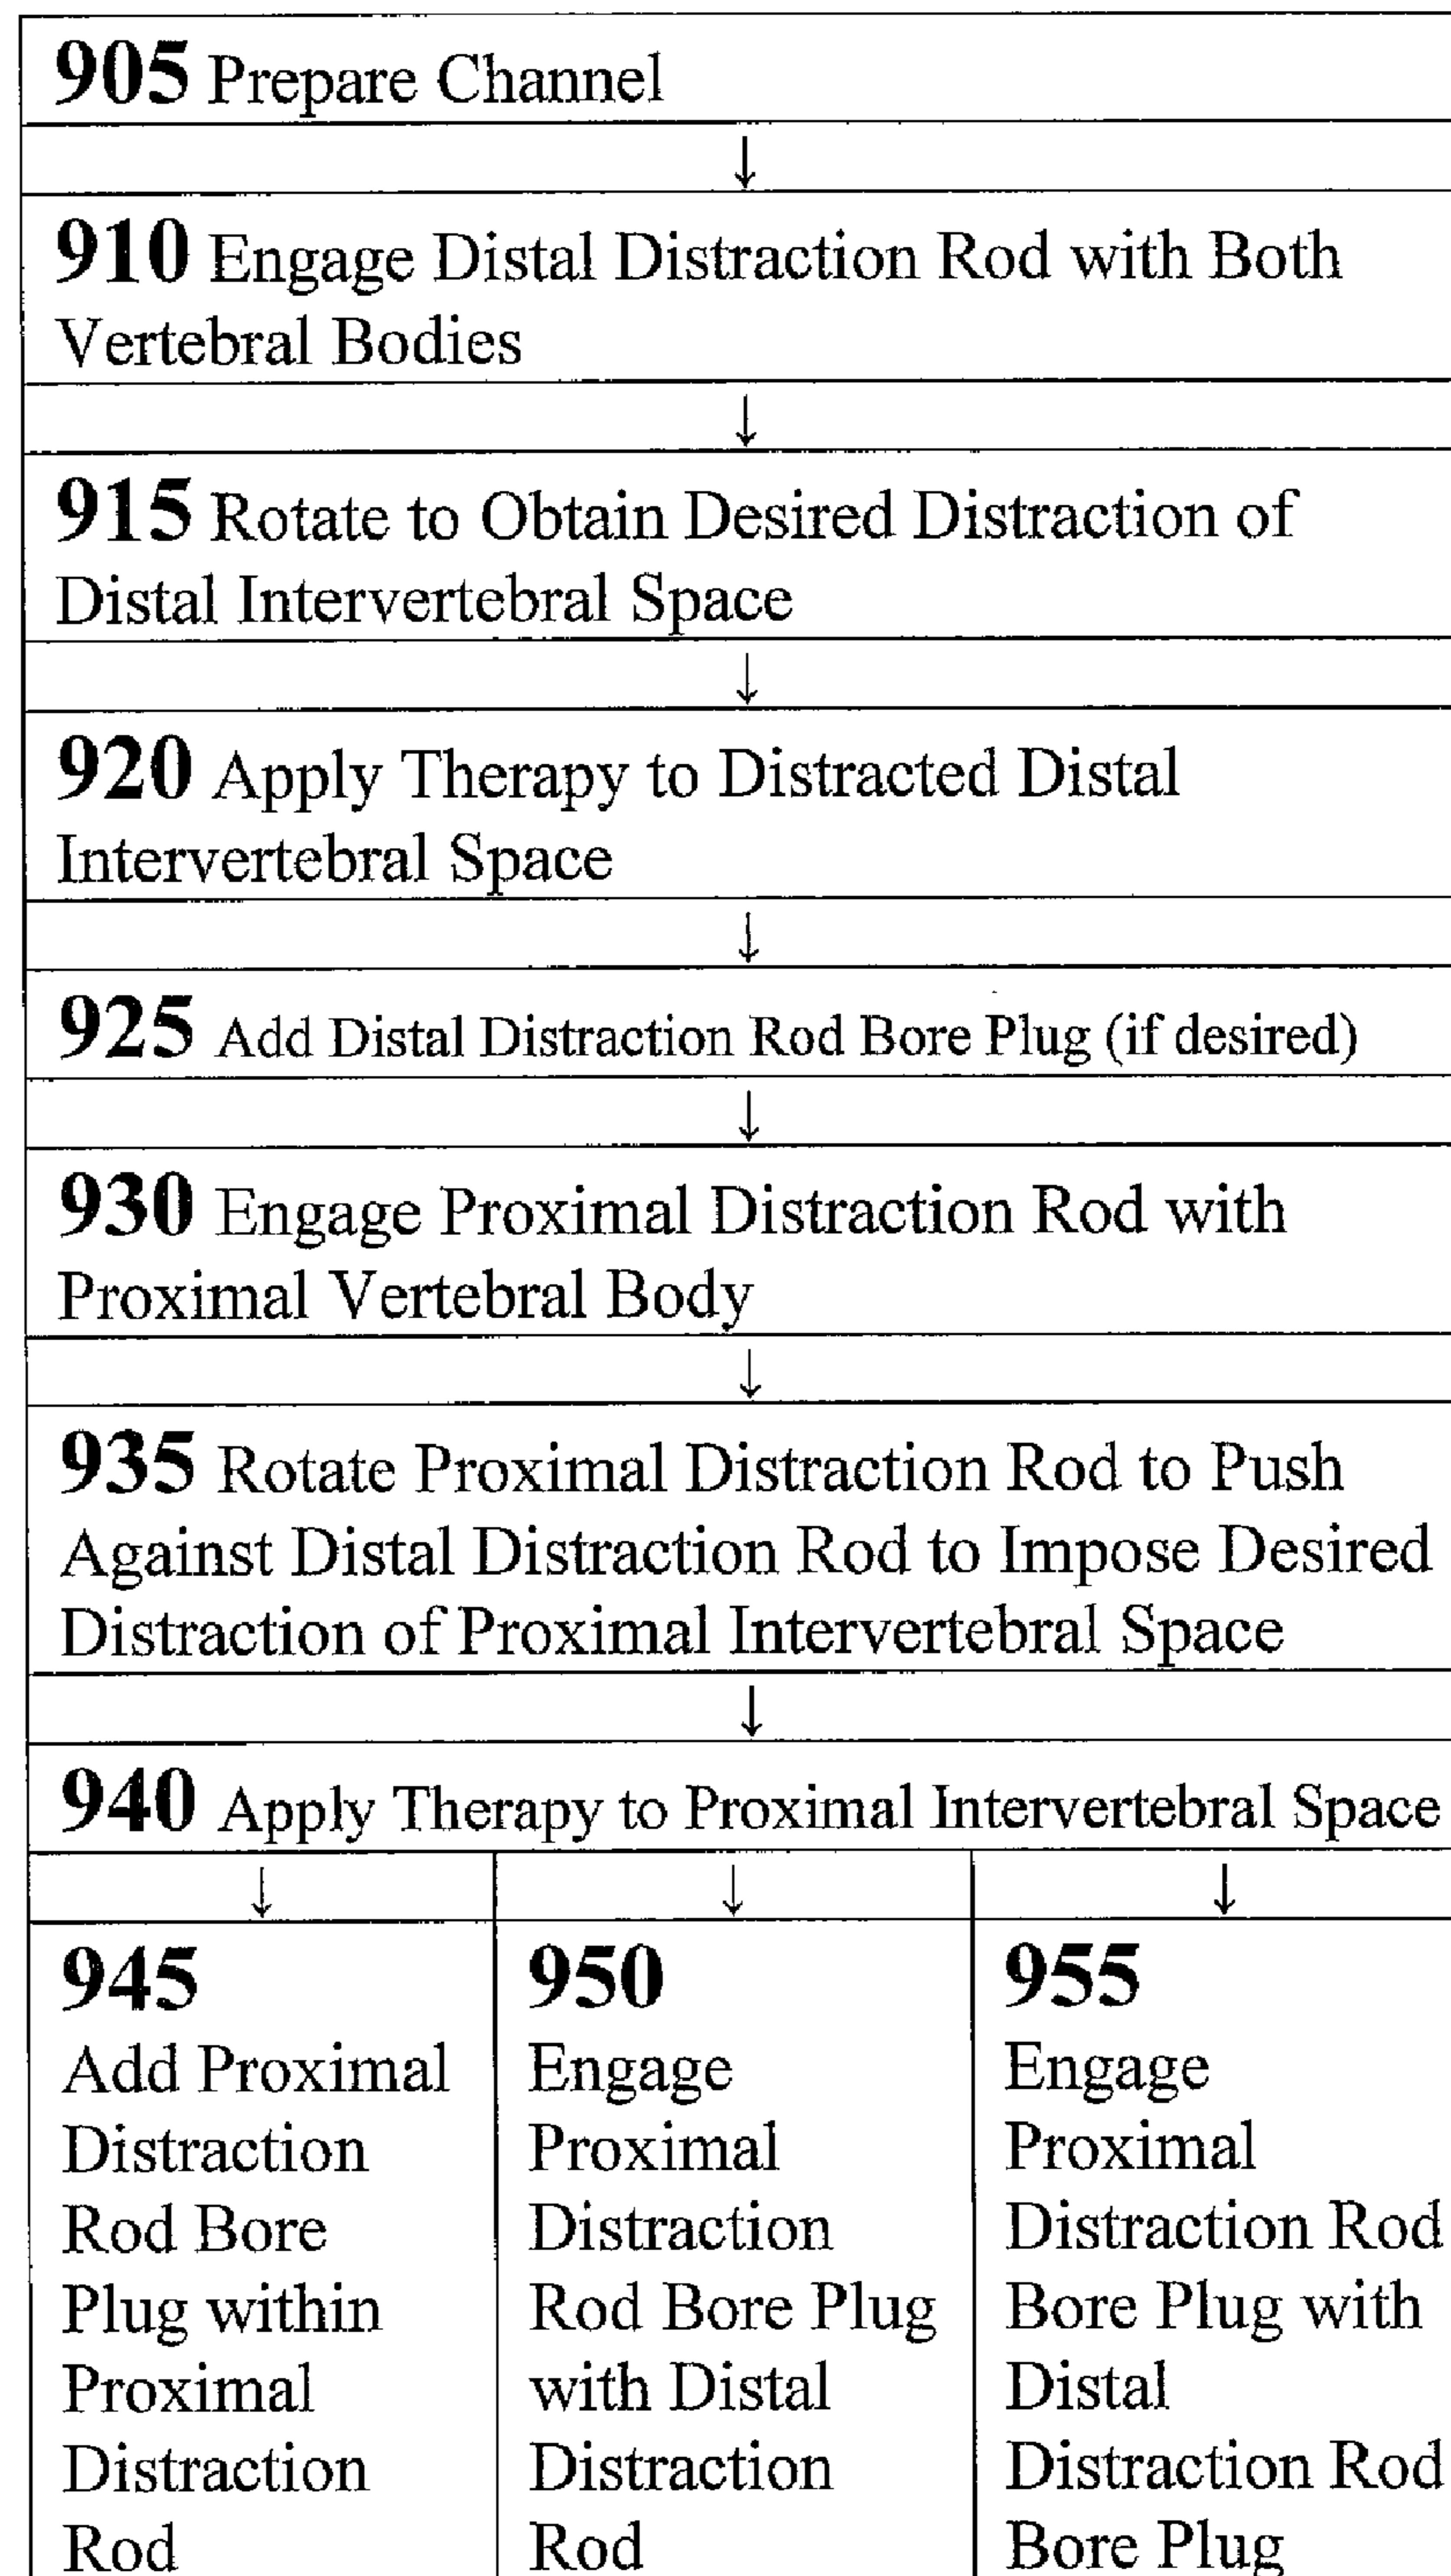 905 Prepare Channel
↓
910 Engage Distal Distraction Rod with Both
Vertebral Bodies
↓
915 Rotate to Obtain Desired Distraction of
Distal Intervertebral Space
↓
920 Apply Therapy to Distracted Distal
Intervertebral Space
↓
925 Add Distal Distraction Rod Bore Plug (if desired)
↓
930 Engage Proximal Distraction Rod with
Proximal Vertebral Body
↓
935 Rotate Proximal Distraction Rod to Push
Against Distal Distraction Rod to Impose Desired
Distraction of Proximal Intervertebral Space
↓
940 Apply Therapy to Proximal Intervertebral Space
↓ ↓ ↓
945
Add Proximal
Distraction
Rod Bore
Plug within
Proximal
Distraction
Rod
950
Engage
Proximal
Distraction
Rod Bore Plug
with Distal
Distraction
Rod
955
Engage
Proximal
Distraction Rod
Bore Plug with
Distal
Distraction Rod
Bore Plug